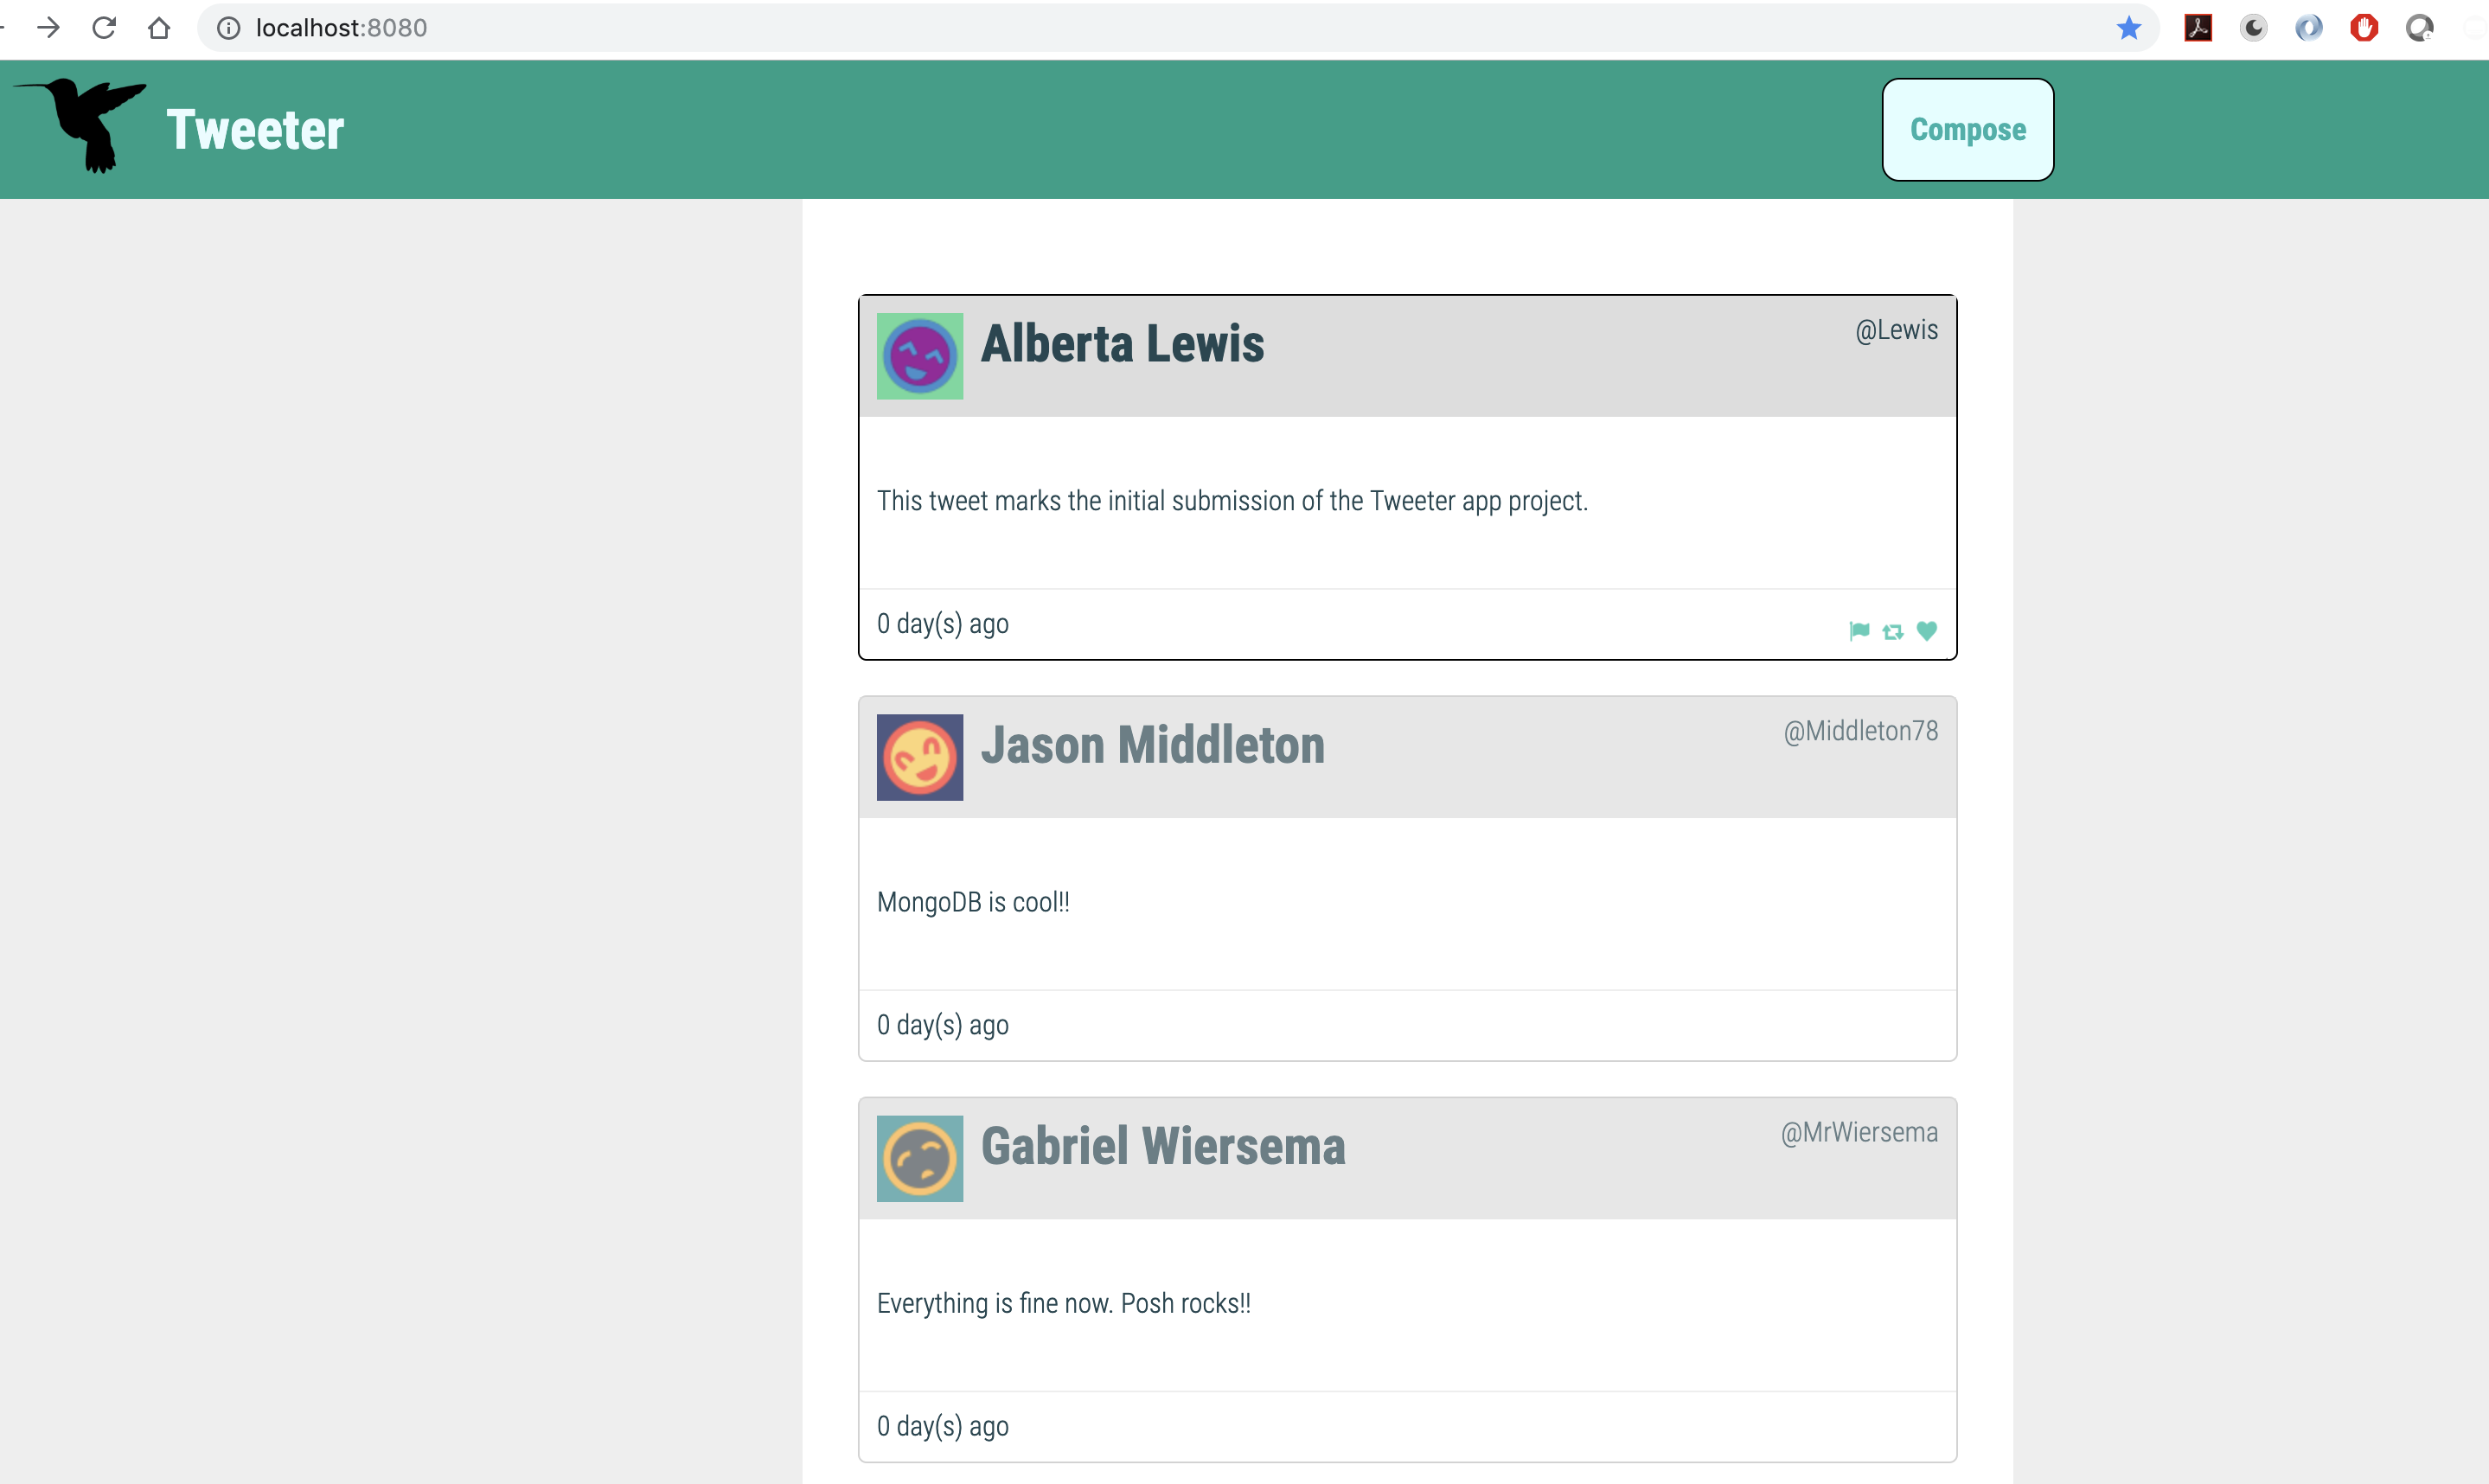 localhost:8080
Tweeter
Compose
Alberta Lewis
@Lewis
This tweet marks the initial submission of the Tweeter app project.
0 day(s) ago
Jason Middleton
@Middleton78
MongoDB is cool!!
0 day(s) ago
Gabriel Wiersema
@MrWiersema
Everything is fine now. Posh rocks!!
0 day(s) ago